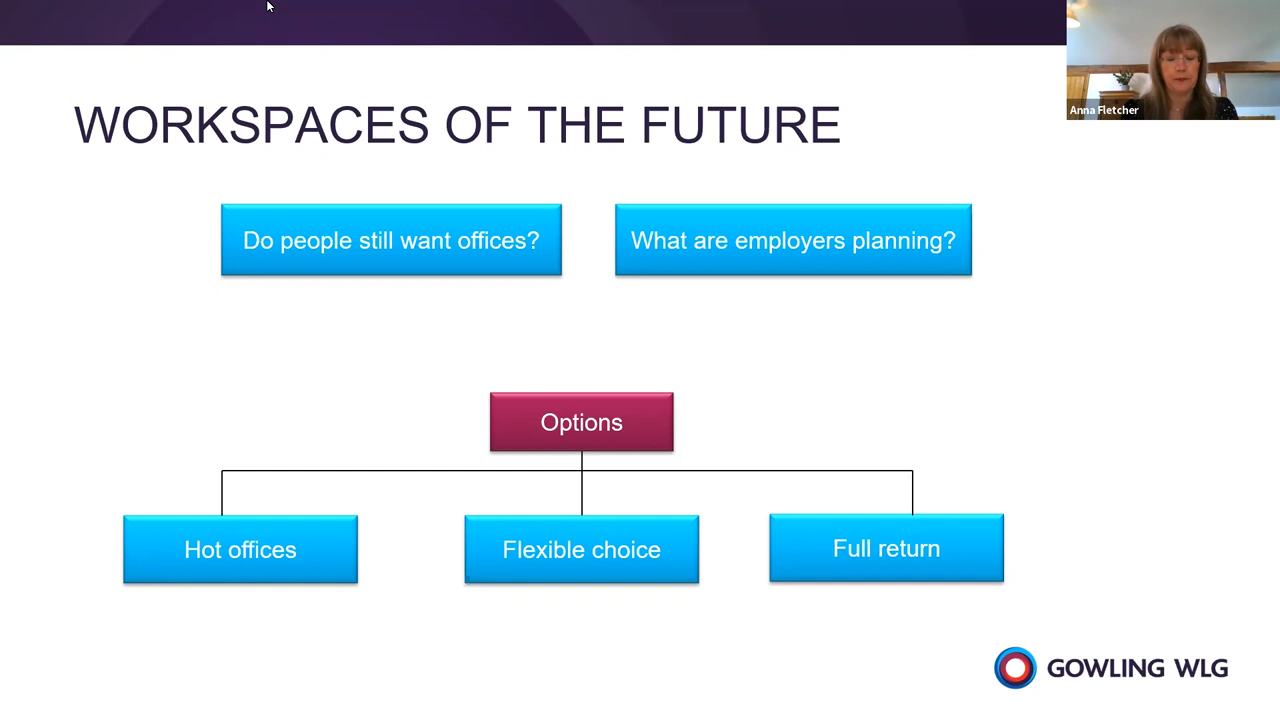 WORKSPACES OF THE FUTURE
Anna Fletcher
Do people still want offices?
What are employers planning?
Options
Hot offices
Flexible choice
Full return
GOWLING WLG